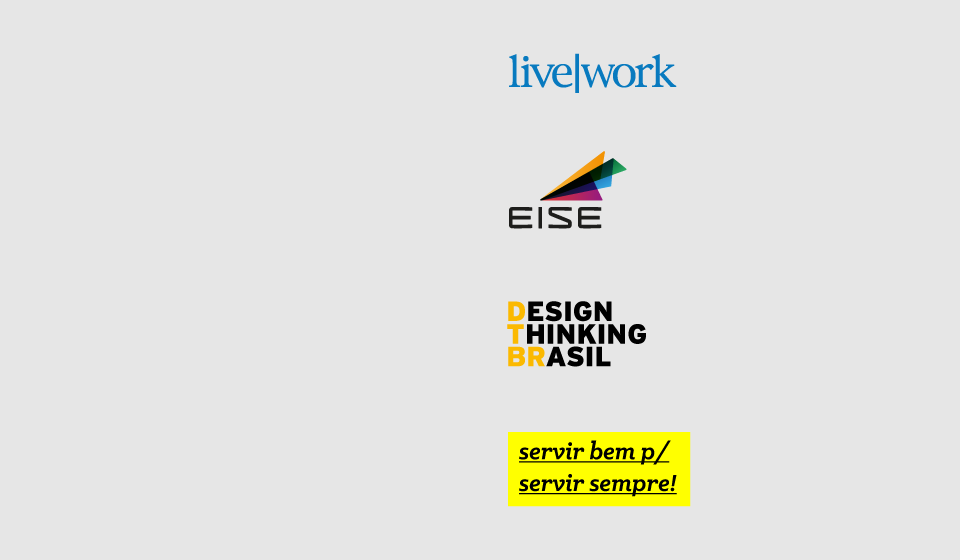 live|work
EISE
DESIGN
THINKING
BRASIL
servir bem p/
servir sempre!